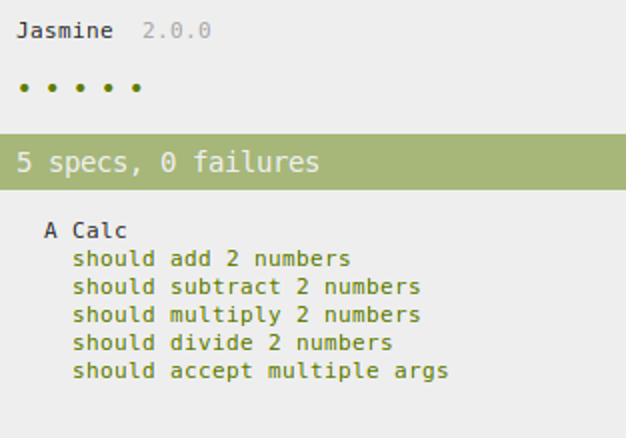 Jasmine 2.0.0
• • • • •
5 specs, 0 failures
A Calc
should add 2 numbers
should subtract 2 numbers
should multiply 2 numbers
should divide 2 numbers
should accept multiple args